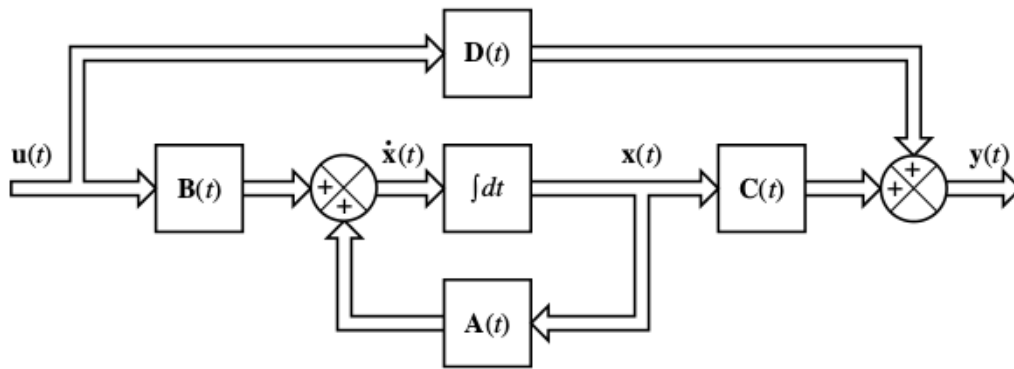 D(t)
u(t) ẋ(t) x(t) y(t)
B(t) + + ∫dt C(t) + +
A(t)